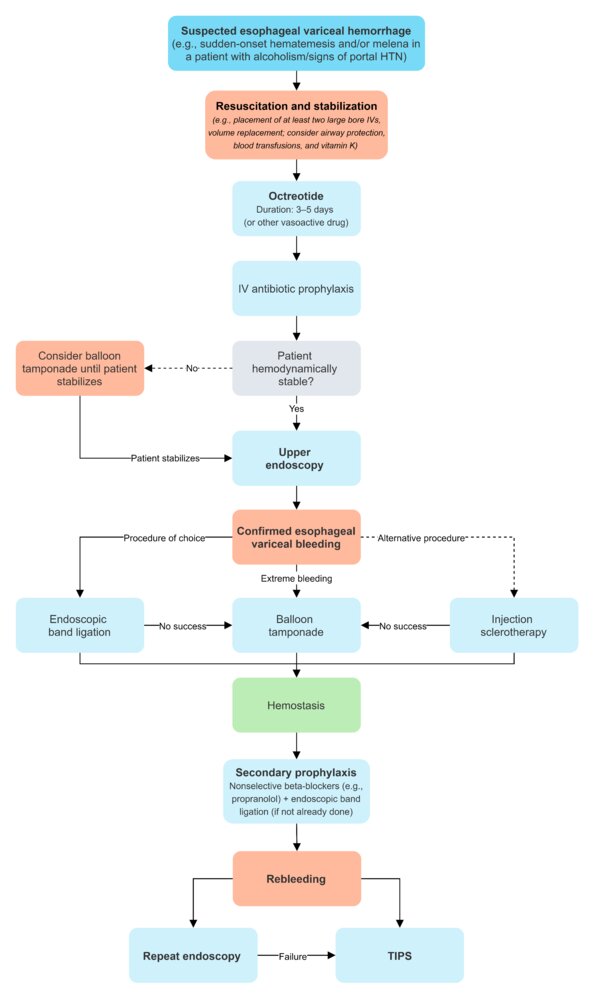 Suspected esophageal variceal hemorrhage
(e.g., sudden-onset hematemesis and/or melena in
a patient with alcoholism/signs of portal HTN)
Resuscitation and stabilization
(e.g., placement of at least two large bore IVs,
volume replacement; consider airway protection,
blood transfusions, and vitamin K)
Octreotide
Duration: 3–5 days
(or other vasoactive drug)
IV antibiotic prophylaxis
Consider balloon
tamponade until patient
stabilizes
No
Patient
hemodynamically
stable?
Yes
Patient stabilizes
Upper
endoscopy
Confirmed esophageal
variceal bleeding
Procedure of choice
Alternative procedure
Extreme bleeding
Endoscopic
band ligation
No success
Balloon
tamponade
No success
Injection
sclerotherapy
Hemostasis
Secondary prophylaxis
Nonselective beta-blockers (e.g.,
propranolol) + endoscopic band
ligation (if not already done)
Rebleeding
Repeat endoscopy
Failure
TIPS